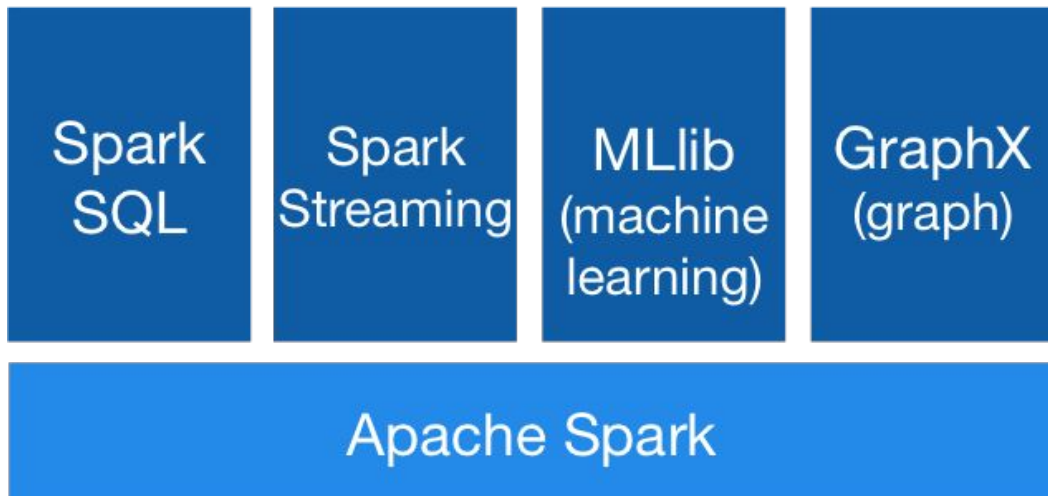 Spark
SQL
Spark
Streaming
MLlib
(machine
learning)
GraphX
(graph)
Apache Spark